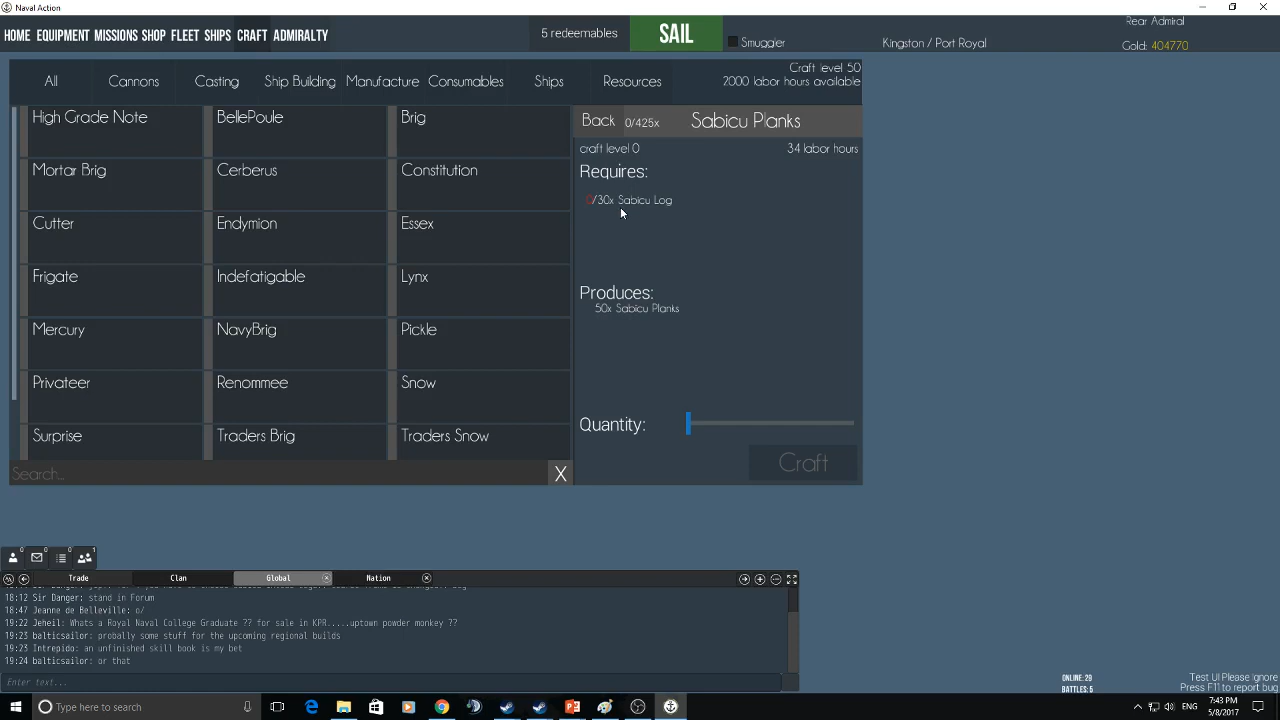 Naval Action
HOME EQUIPMENT MISSIONS SHOP FLEET SHIPS CRAFT ADMIRALTY
5 redeemables
SAIL
Smuggler
Kingston / Port Royal
Rear Admiral
Gold: 404770
All Cannons Casting Ship Building Manufacture Consumables Ships Resources
Craft level 50
2000 labor hours available
High Grade Note BellePoule Brig
Mortar Brig Cerberus Constitution
Cutter Endymion Essex
Frigate Indefatigable Lynx
Mercury NavyBrig Pickle
Privateer Renommee Snow
Surprise Traders Brig Traders Snow
Search...
X
Back 0/425x Sabicu Planks
craft level 0 34 labor hours
Requires:
0/30x Sabicu Log
Produces:
50x Sabicu Planks
Quantity:
Craft
0 0 0 1
Trade Clan Global Nation
18:12 Sir Danger: stand in Forum
18:47 Jeanne de Belleville: o/
19:22 Jeheil: Whats a Royal Naval College Graduate ?? for sale in KPR.....uptown powder monkey ??
19:23 balticsailor: probally some stuff for the upcoming regional builds
19:23 Intrepido: an unfinished skill book is my bet
19:24 balticsailor: or that
Enter text...
ONLINE: 29
BATTLES: 5
Test UI Please Ignore
Press F11 to report bug
Type here to search
ENG
7:43 PM
5/8/2017